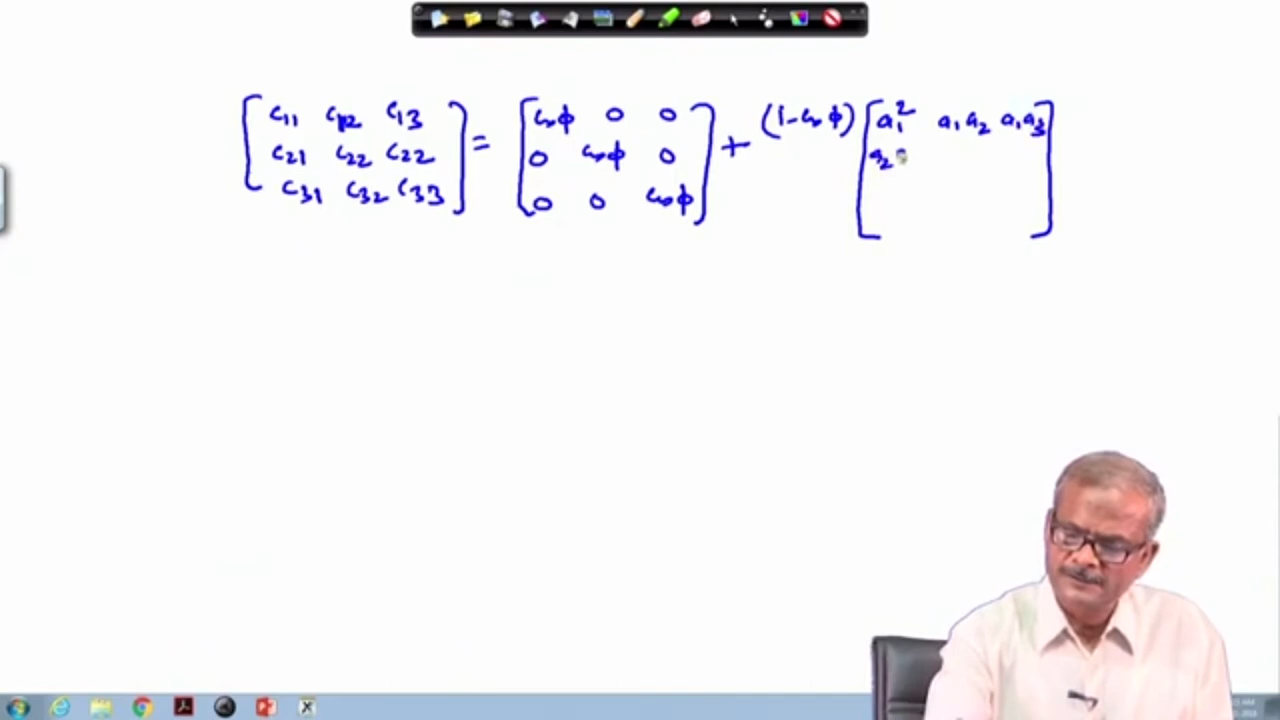 [c11 c12 c13] = [cosφ 0 0] + (1-cosφ) [a1² a1a2 a1a3]
[c21 c22 c22] [0 cosφ 0] [a2
[c31 c32 c33] [0 0 cosφ]